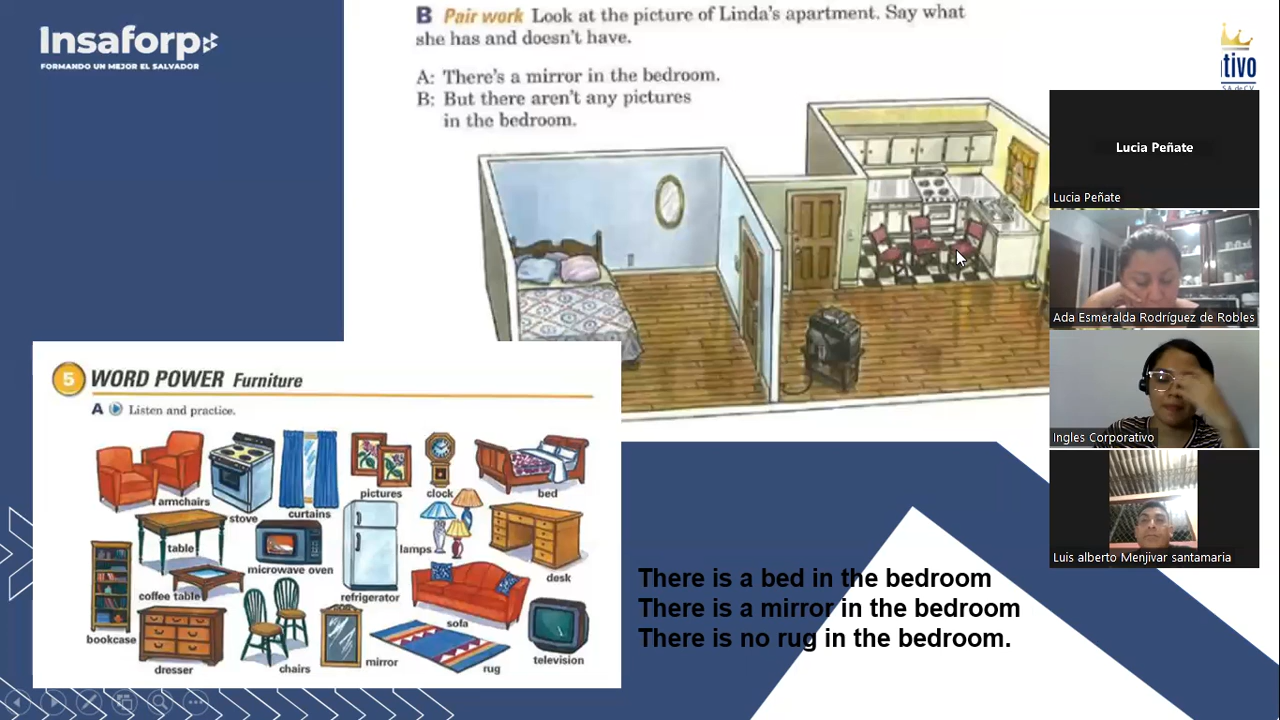 Insaforp
FORMANDO UN MEJOR EL SALVADOR
B Pair work Look at the picture of Linda's apartment. Say what
she has and doesn't have.
A: There's a mirror in the bedroom.
B: But there aren't any pictures
in the bedroom.
tivo
S.A. de C.V.
Lucia Peñate
Lucia Peñate
Ada Esmeralda Rodríguez de Robles
Ingles Corporativo
Luis alberto Menjivar santamaria
5 WORD POWER Furniture
A Listen and practice.
armchairs
stove
curtains
pictures
clock
bed
table
microwave oven
lamps
desk
coffee table
refrigerator
sofa
bookcase
dresser
chairs
mirror
rug
television
There is a bed in the bedroom
There is a mirror in the bedroom
There is no rug in the bedroom.